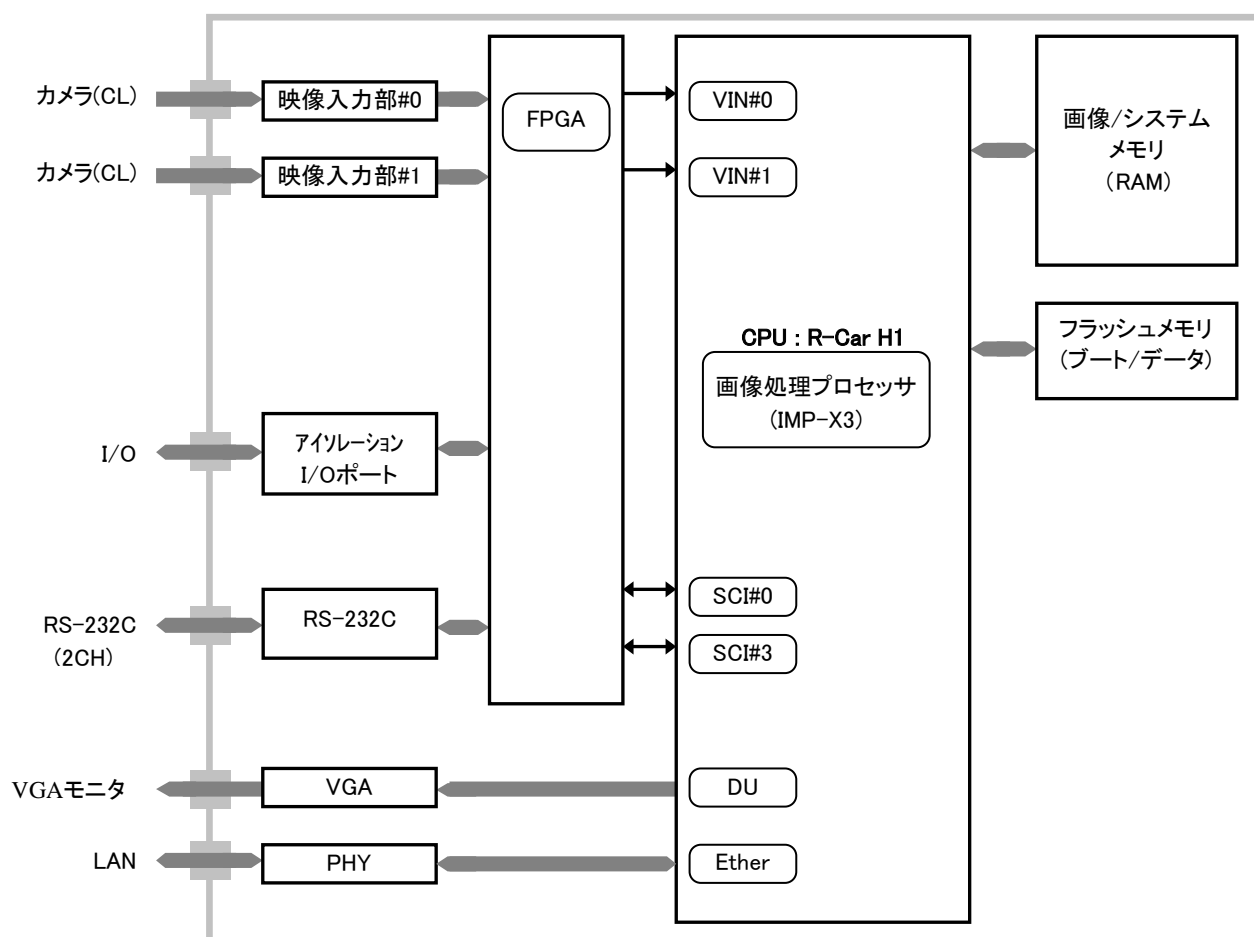 カメラ(CL)
映像入力部#0
FPGA
VIN#0
画像/システム
メモリ
(RAM)
カメラ(CL)
映像入力部#1
VIN#1
CPU : R-Car H1
画像処理プロセッサ
(IMP-X3)
フラッシュメモリ
(ブート/データ)
I/O
アイソレーション
I/Oポート
SCI#0
RS-232C
(2CH)
RS-232C
SCI#3
VGAモニタ
VGA
DU
LAN
PHY
Ether